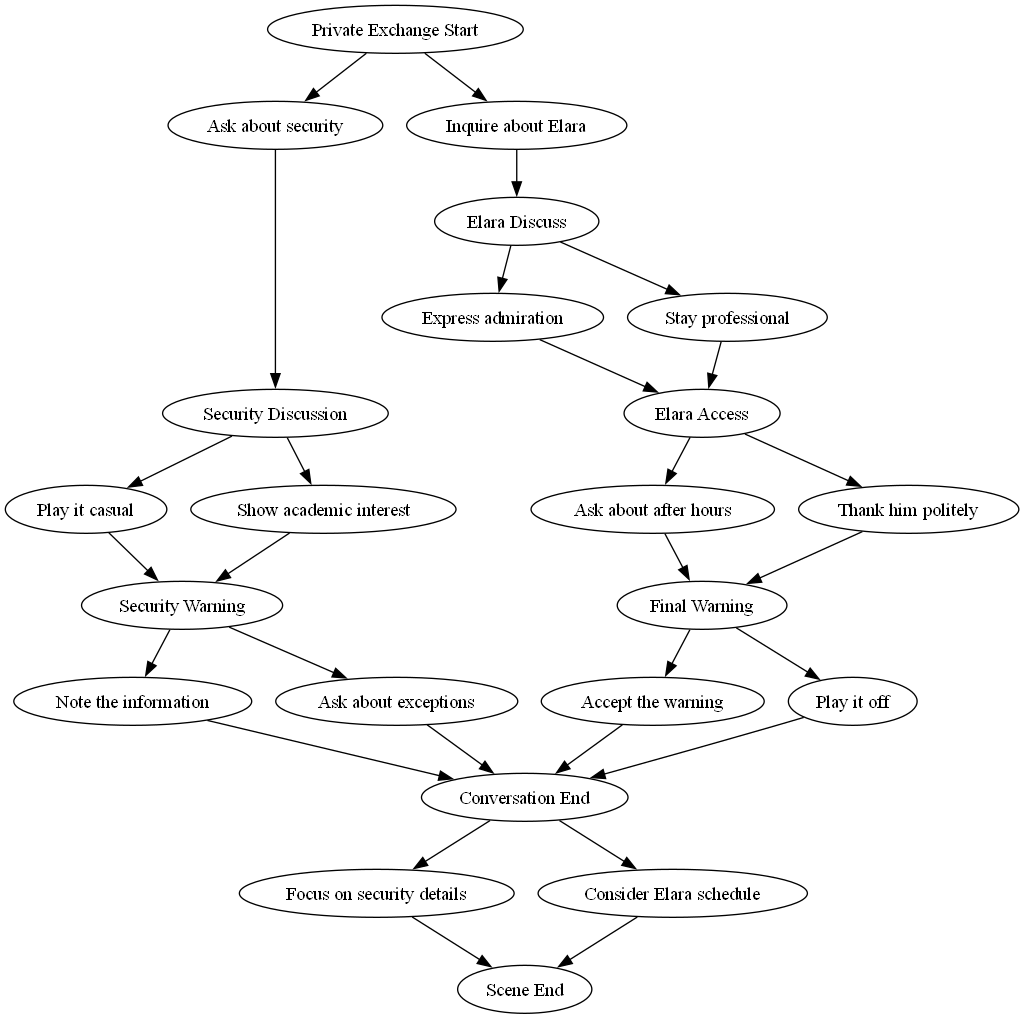 Private Exchange Start
Ask about security
Inquire about Elara
Elara Discuss
Express admiration
Stay professional
Security Discussion
Elara Access
Play it casual
Show academic interest
Ask about after hours
Thank him politely
Security Warning
Final Warning
Note the information
Ask about exceptions
Accept the warning
Play it off
Conversation End
Focus on security details
Consider Elara schedule
Scene End